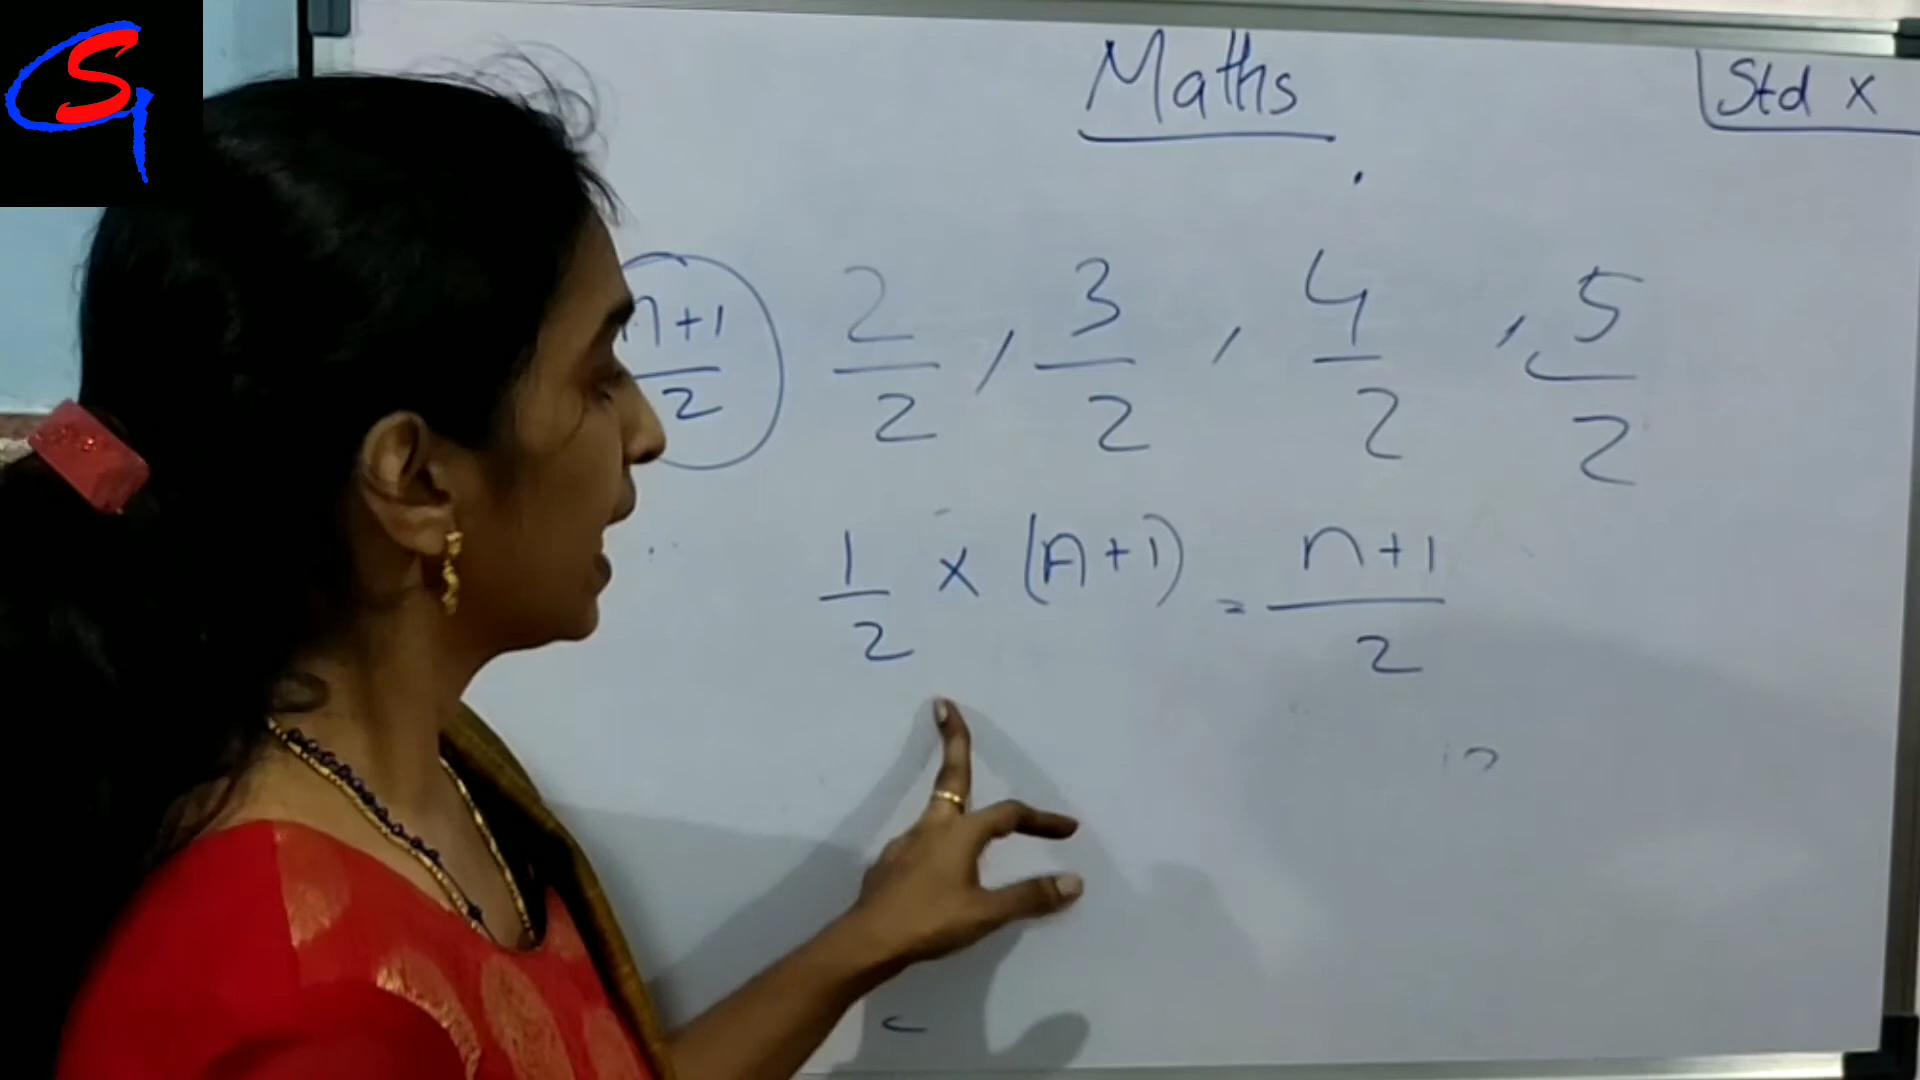 Maths
Std X
n+1/2 2/2, 3/2, 4/2, 5/2
1/2 × (n+1) = n+1/2